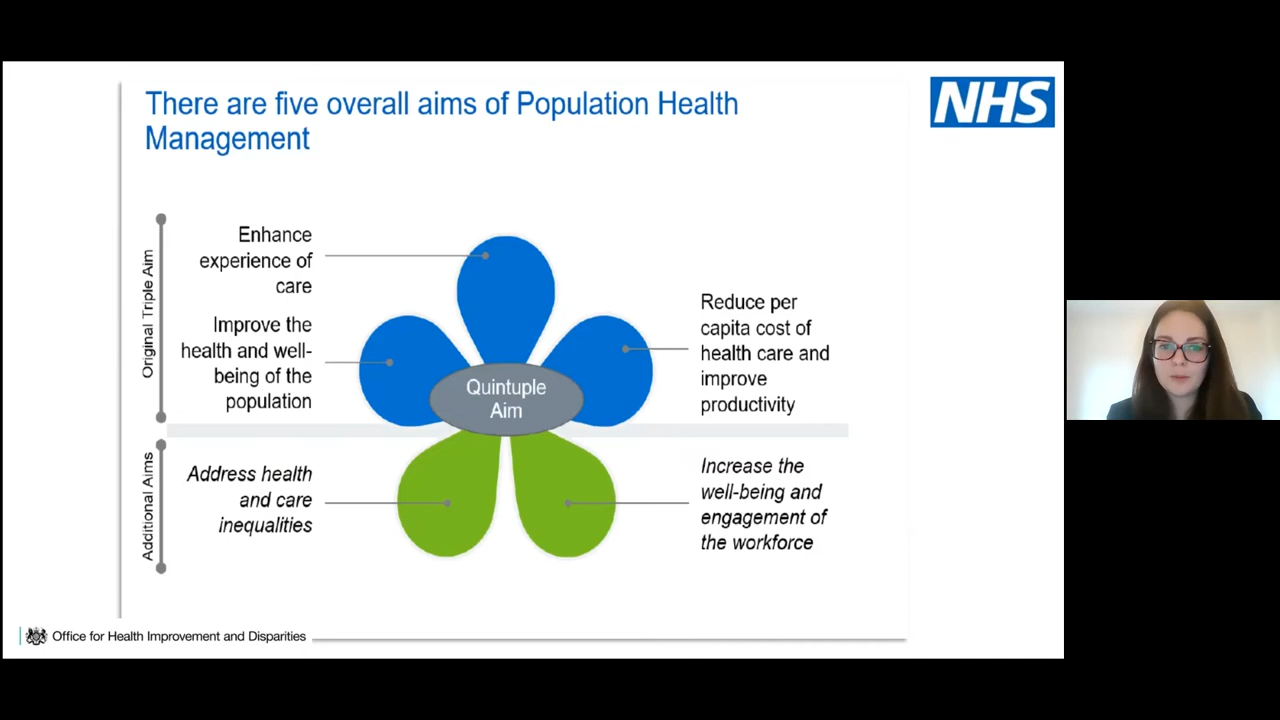 There are five overall aims of Population Health
Management
NHS
Original Triple Aim
Enhance
experience of
care
Improve the
health and well-
being of the
population
Reduce per
capita cost of
health care and
improve
productivity
Quintuple
Aim
Additional Aims
Address health
and care
inequalities
Increase the
well-being and
engagement of
the workforce
Office for Health Improvement and Disparities